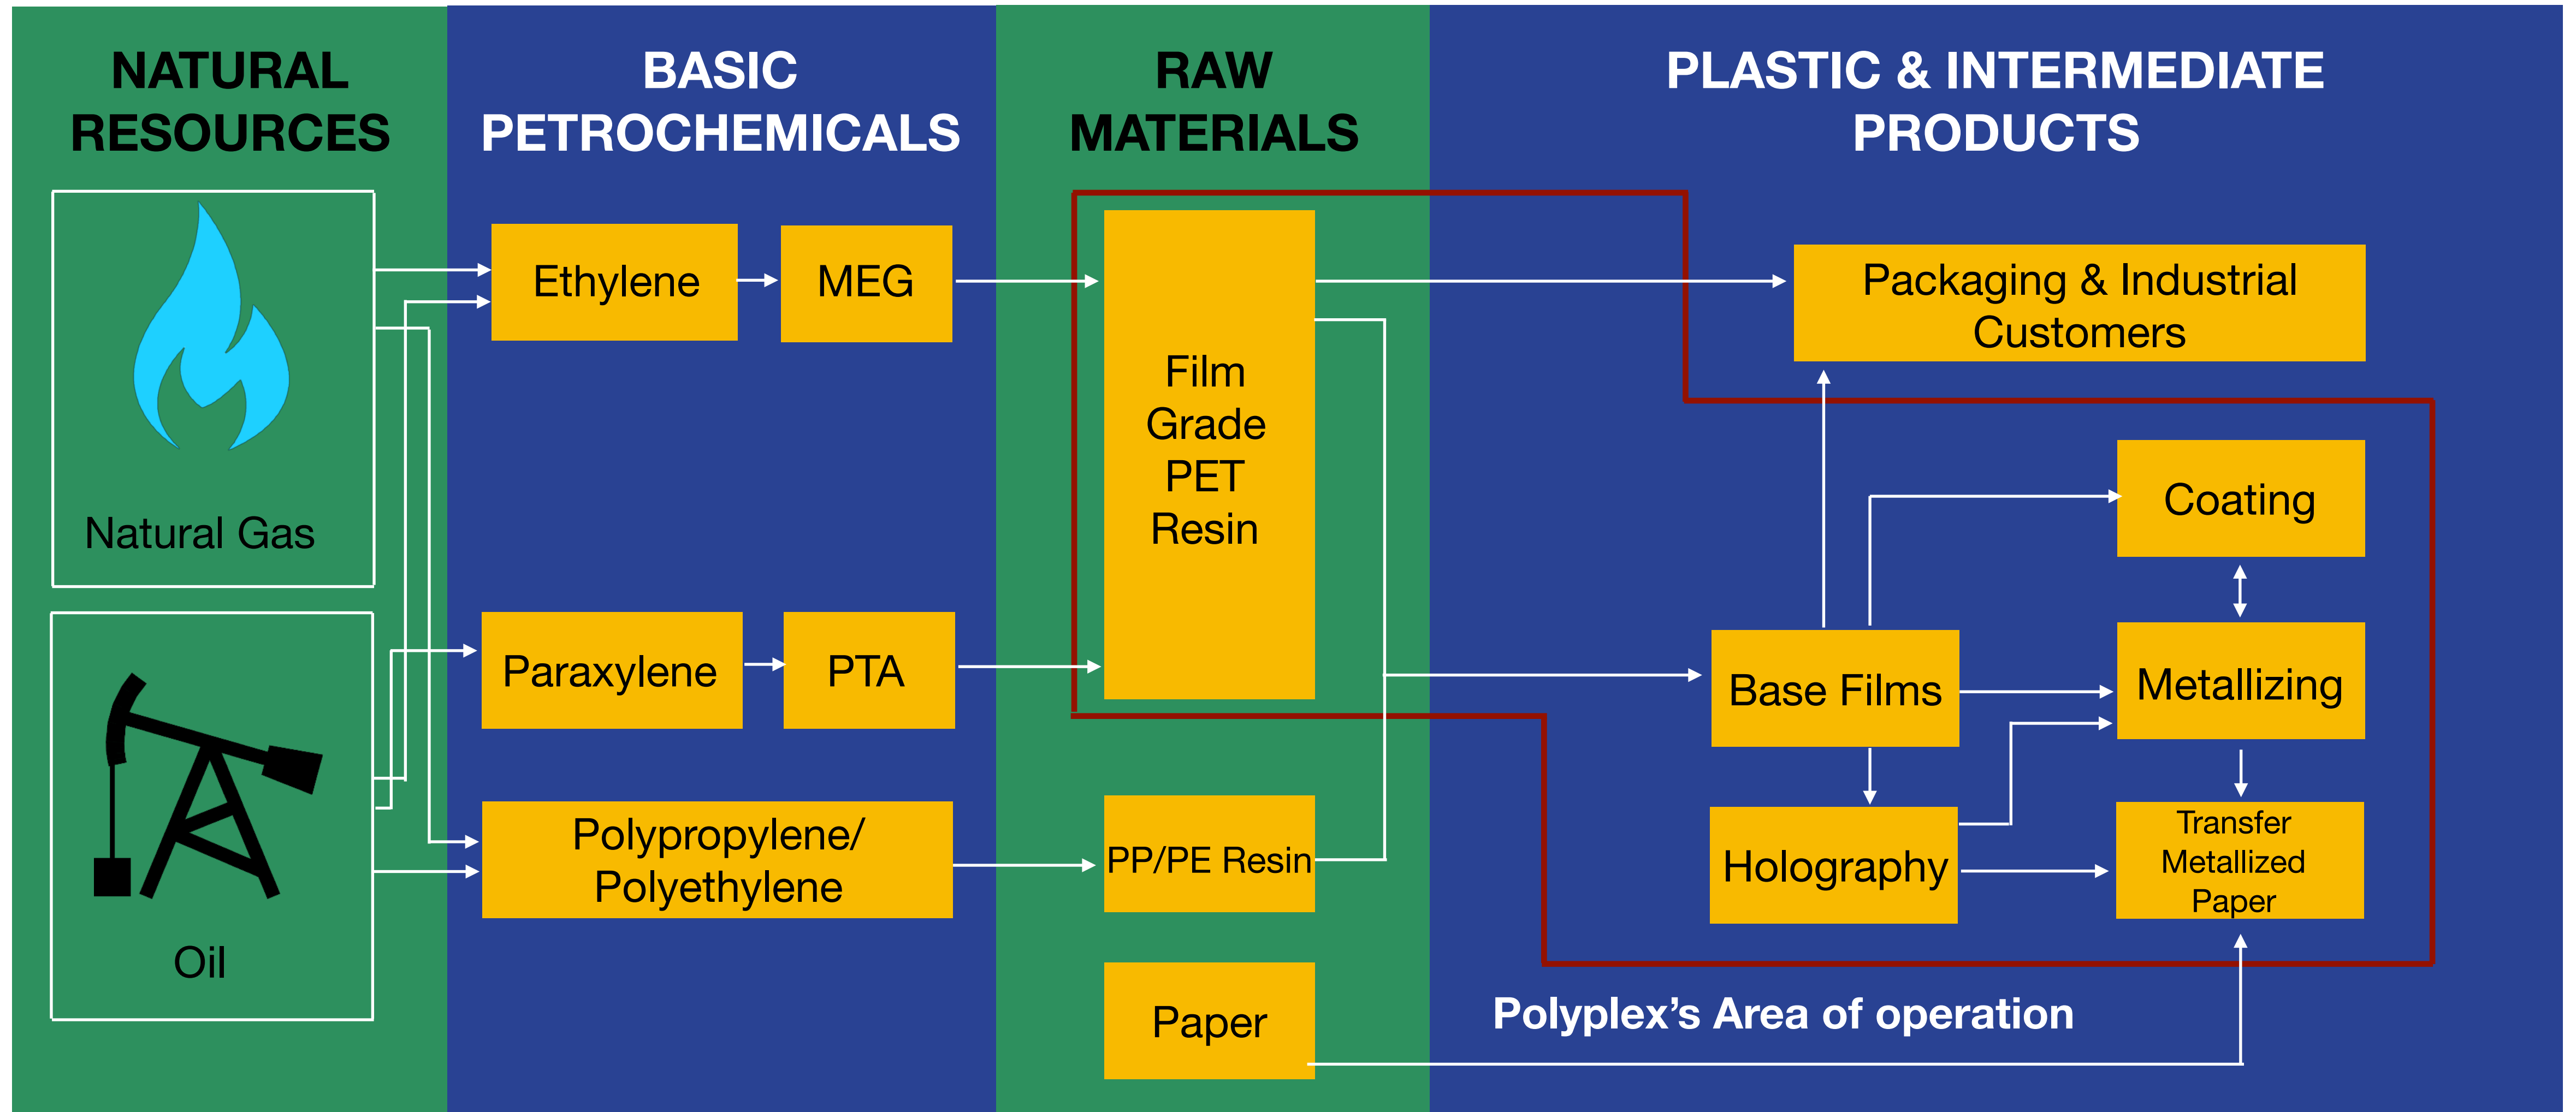 NATURAL
RESOURCES
BASIC
PETROCHEMICALS
RAW
MATERIALS
PLASTIC & INTERMEDIATE
PRODUCTS
Natural Gas
Oil
Ethylene
MEG
Paraxylene
PTA
Polypropylene/
Polyethylene
Film
Grade
PET
Resin
PP/PE Resin
Paper
Packaging & Industrial
Customers
Coating
Base Films
Metallizing
Holography
Transfer
Metallized
Paper
Polyplex’s Area of operation